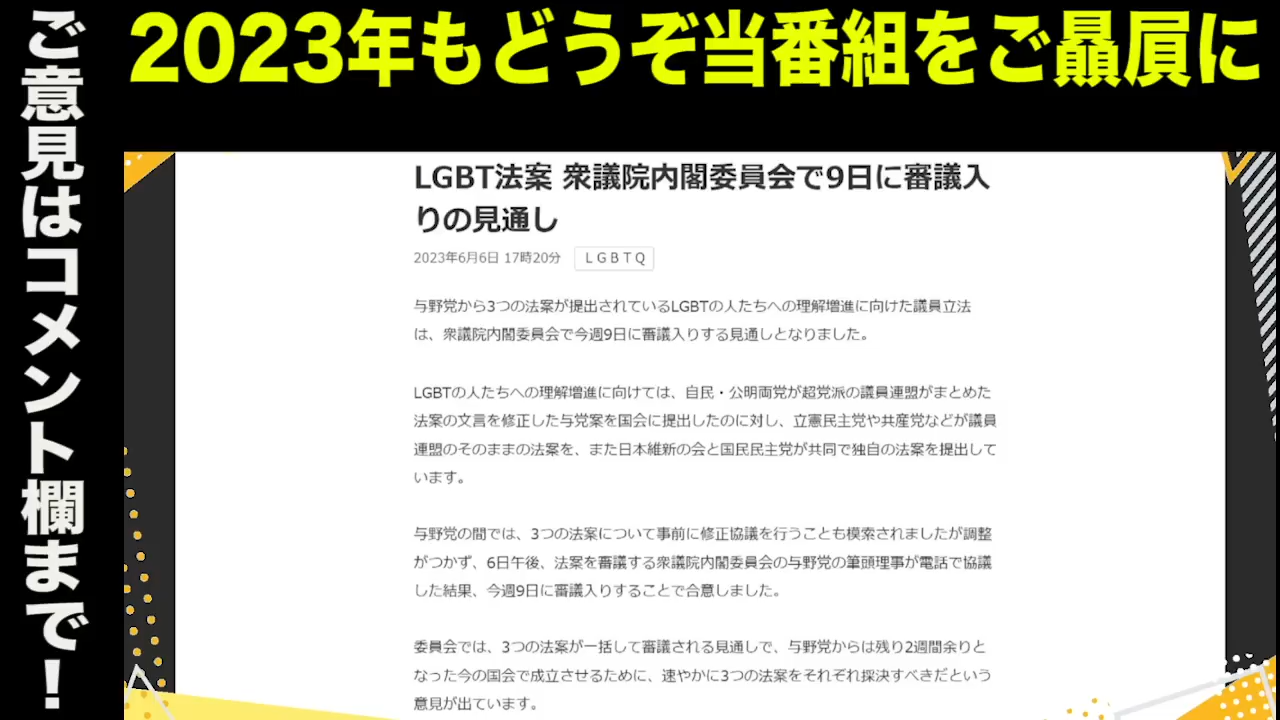 2023年もどうぞ当番組をご贔屓に
ご意見はコメント欄まで！
LGBT法案 衆議院内閣委員会で9日に審議入
りの見通し
2023年6月6日 17時20分 ＬＧＢＴＱ
与野党から3つの法案が提出されているLGBTの人たちへの理解増進に向けた議員立法
は、衆議院内閣委員会で今週9日に審議入りする見通しとなりました。
LGBTの人たちへの理解増進に向けては、自民・公明両党が超党派の議員連盟がまとめた
法案の文言を修正した与党案を国会に提出したのに対し、立憲民主党や共産党などが議員
連盟のそのままの法案を、また日本維新の会と国民民主党が共同で独自の法案を提出して
います。
与野党の間では、3つの法案について事前に修正協議を行うことも模索されましたが調整
がつかず、6日午後、法案を審議する衆議院内閣委員会の与野党の筆頭理事が電話で協議
した結果、今週9日に審議入りすることで合意しました。
委員会では、3つの法案が一括して審議される見通しで、与野党からは残り2週間余りと
なった今の国会で成立させるために、速やかに3つの法案をそれぞれ採決すべきだという
意見が出ています。